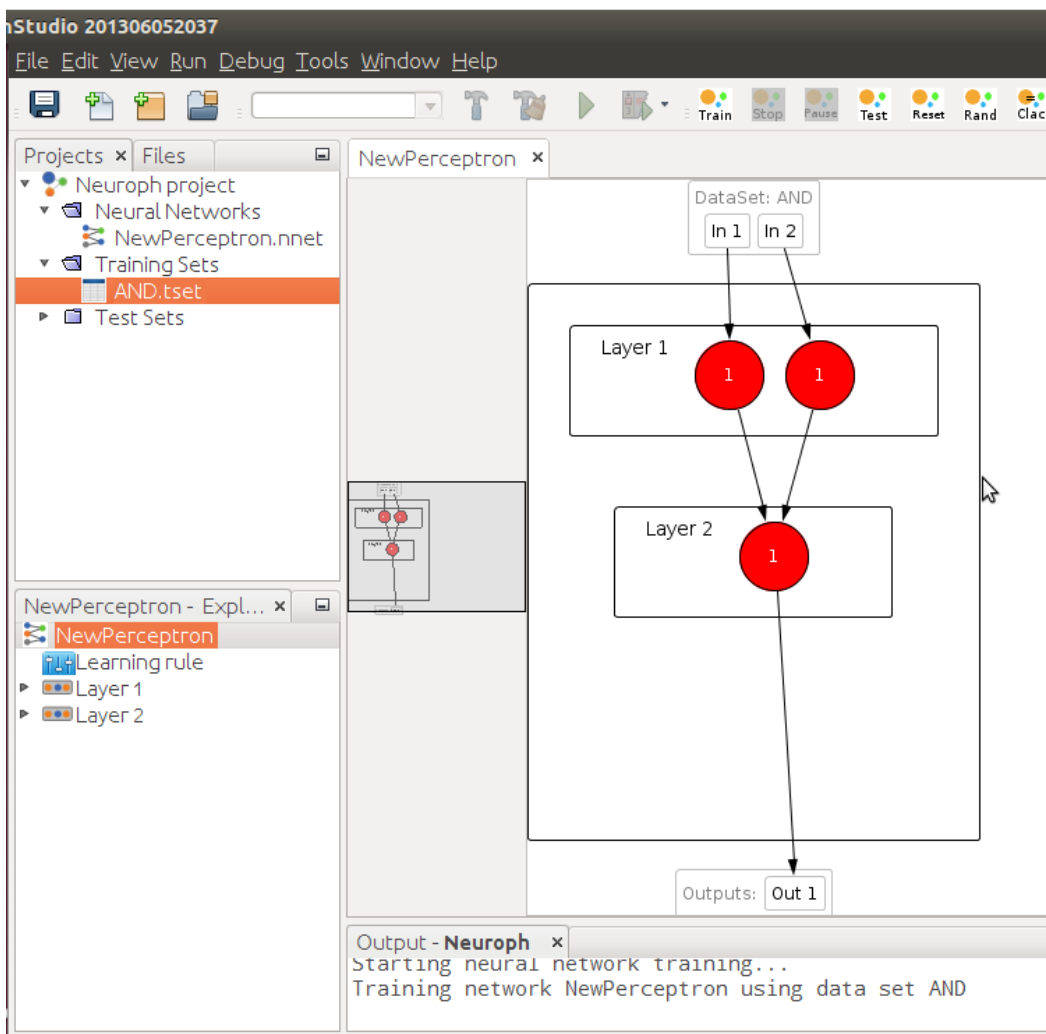 nStudio 201306052037
File Edit View Run Debug Tools Window Help
Train Stop Pause Test Reset Rand Clac
Projects Files
NewPerceptron
Neuroph project
Neural Networks
NewPerceptron.nnet
Training Sets
AND.tset
Test Sets
DataSet: AND
In 1 In 2
Layer 1
1 1
Layer 2
1
Outputs: Out 1
NewPerceptron - Expl...
NewPerceptron
Learning rule
Layer 1
Layer 2
Output - Neuroph
Starting neural network training...
Training network NewPerceptron using data set AND